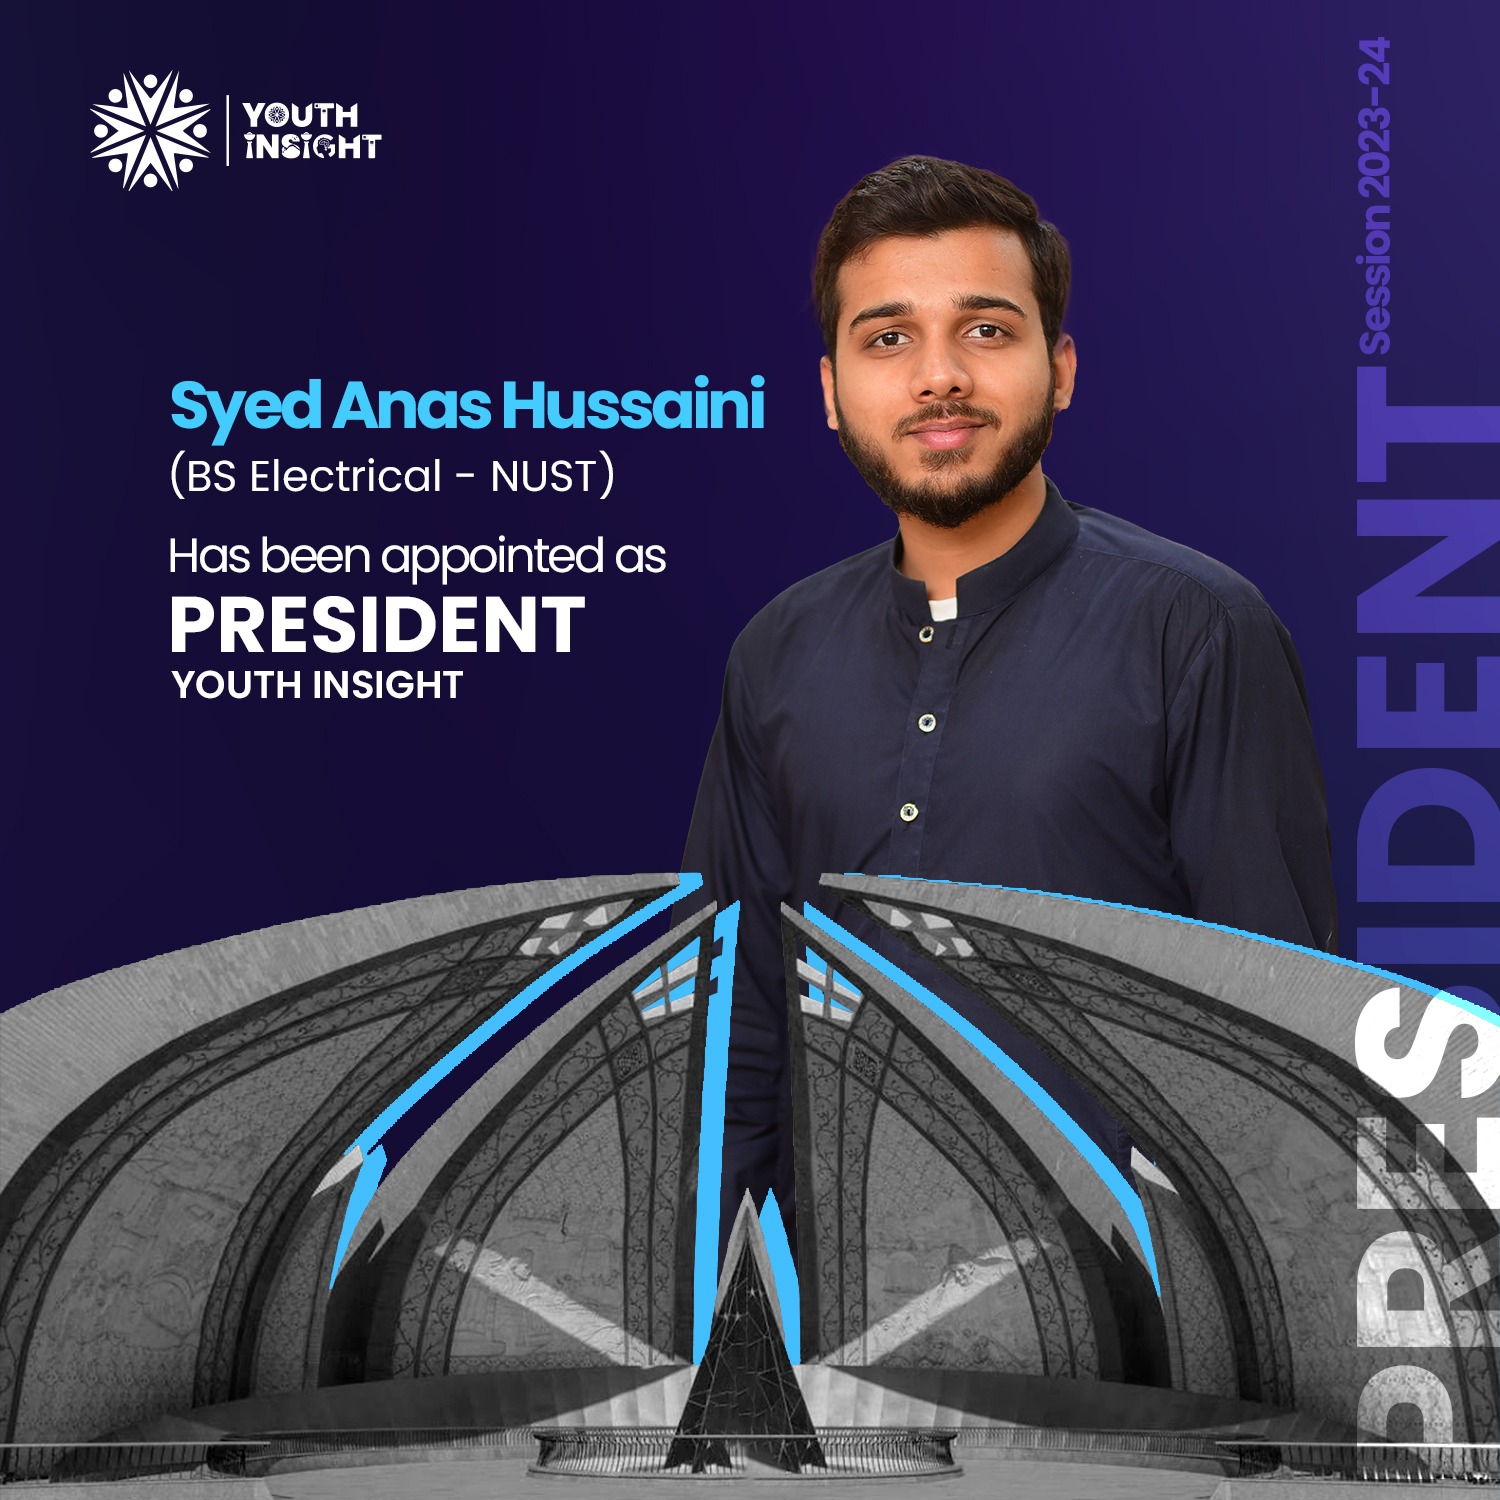 YOUTH
INSIGHT
Session 2023-24
Syed Anas Hussaini
(BS Electrical - NUST)
Has been appointed as
PRESIDENT
YOUTH INSIGHT
PRESIDENT